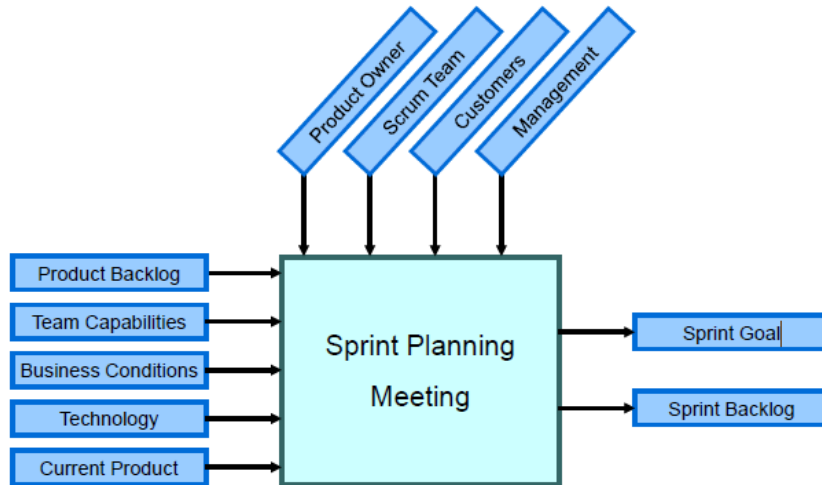 Product Owner
Scrum Team
Customers
Management
Product Backlog
Team Capabilities
Business Conditions
Technology
Current Product
Sprint Planning
Meeting
Sprint Goal
Sprint Backlog